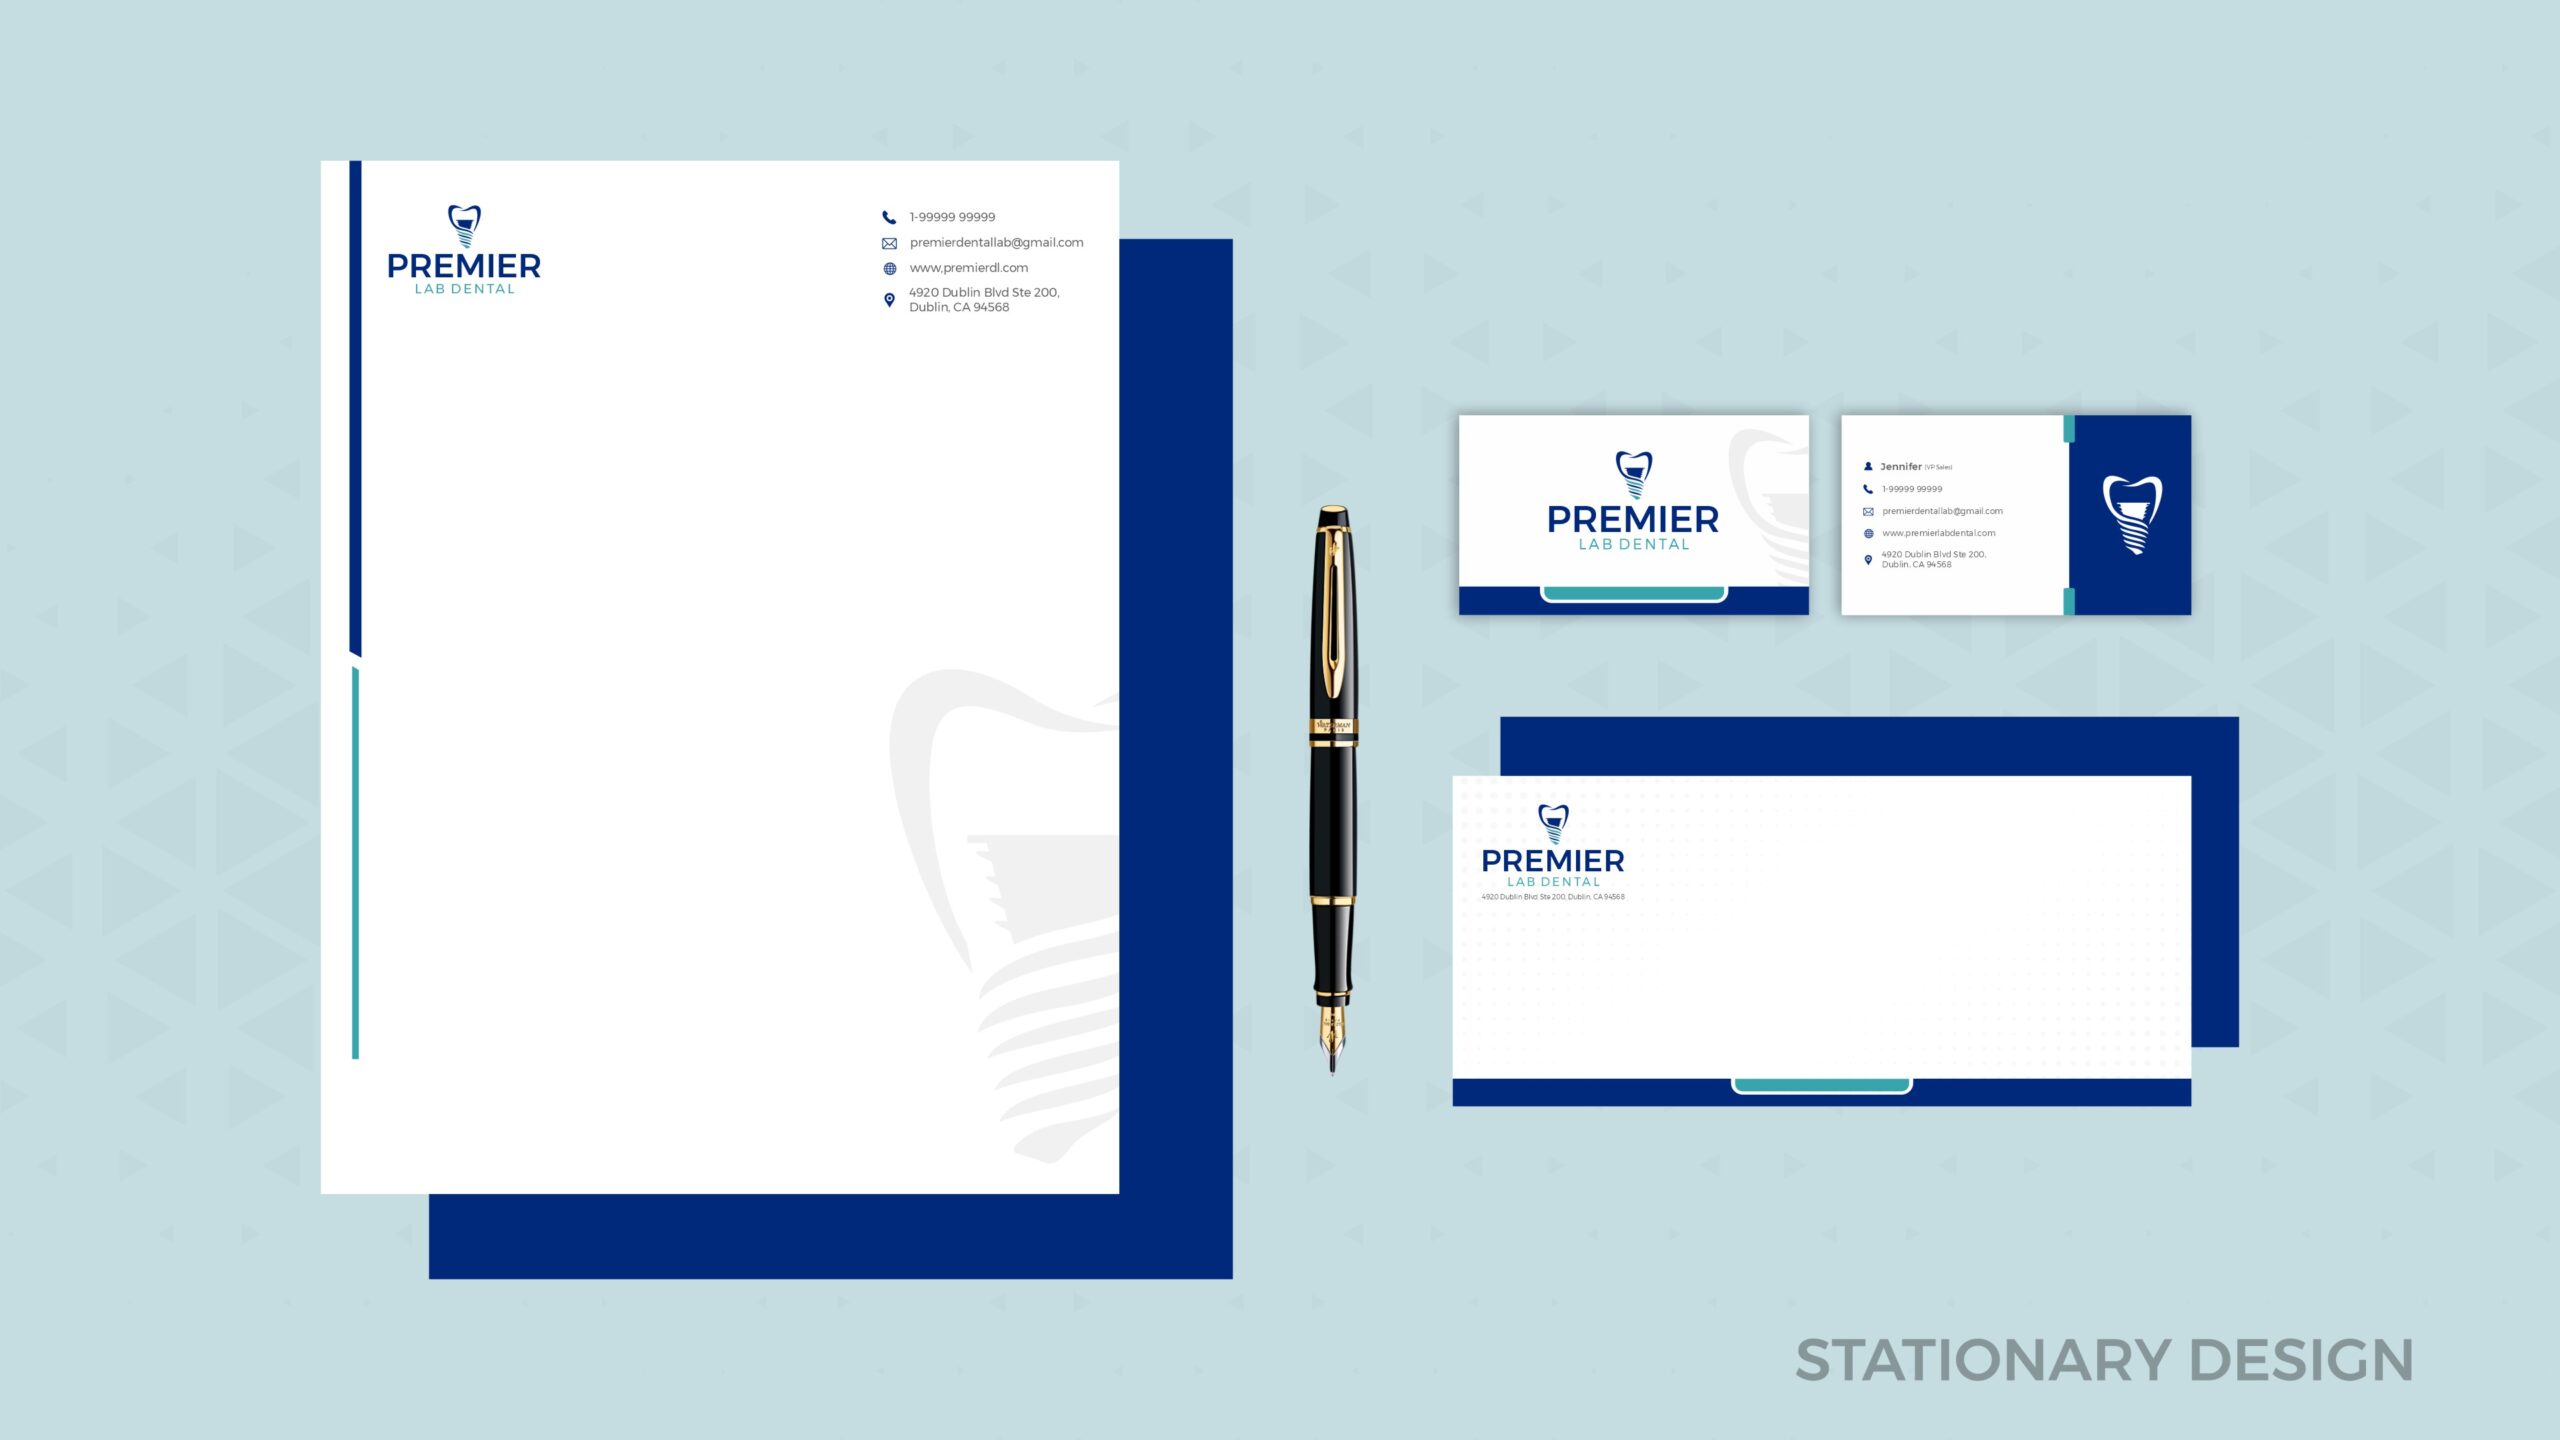 PREMIER
LAB DENTAL
1-99999 99999
premierdentallab@gmail.com
www,premierdl.com
4920 Dublin Blvd Ste 200,
Dublin, CA 94568
WATERMAN
PARIS
PREMIER
LAB DENTAL
Jennifer (VP Sales)
1-99999 99999
premierdentallab@gmail.com
www.premierlabdental.com
4920 Dublin Blvd Ste 200,
Dublin, CA 94568
PREMIER
LAB DENTAL
4920 Dublin Blvd Ste 200, Dublin, CA 94568
STATIONARY DESIGN